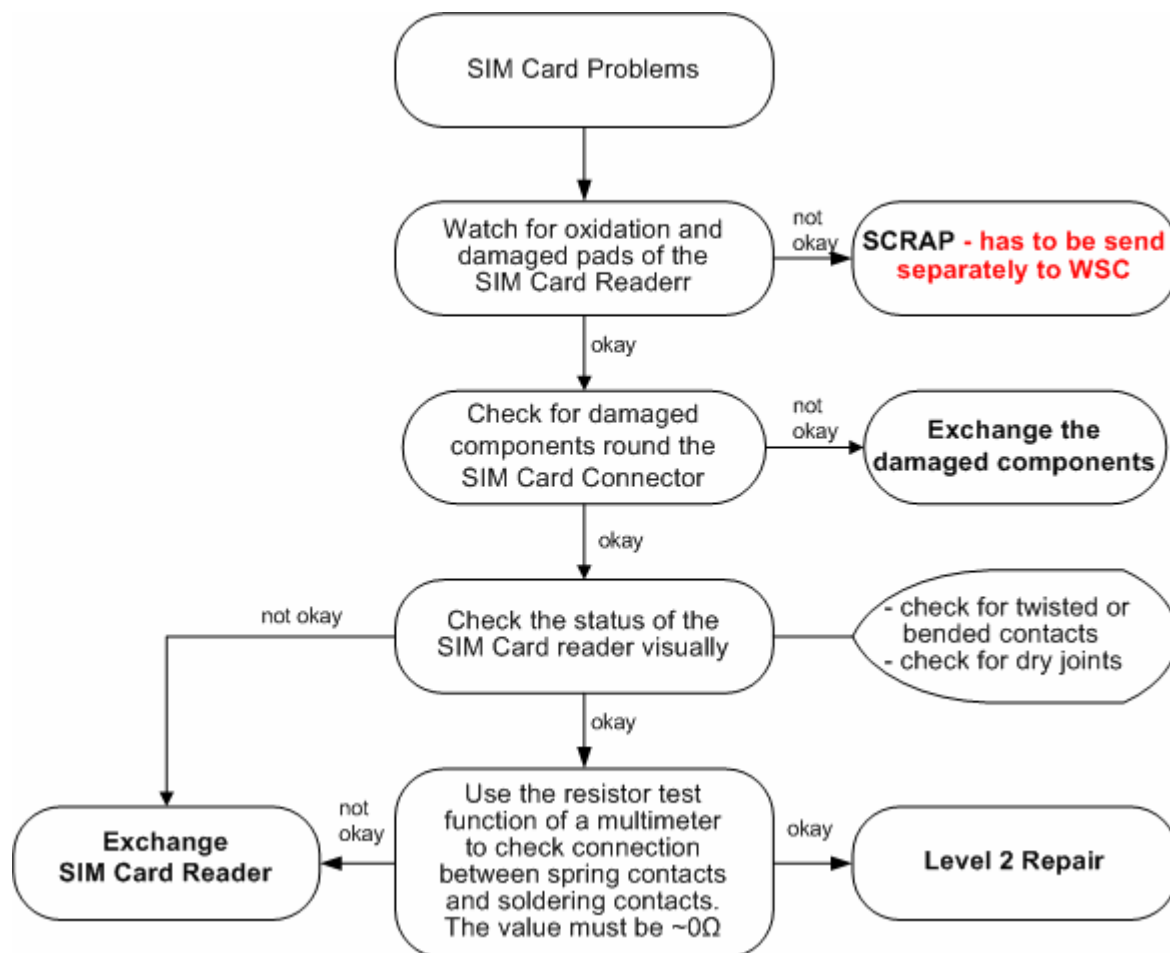 SIM Card Problems
Watch for oxidation and
damaged pads of the
SIM Card Readerr
not
okay
SCRAP - has to be send
separately to WSC
okay
Check for damaged
components round the
SIM Card Connector
not
okay
Exchange the
damaged components
okay
not okay
Check the status of the
SIM Card reader visually
- check for twisted or
bended contacts
- check for dry joints
okay
Exchange
SIM Card Reader
not
okay
Use the resistor test
function of a multimeter
to check connection
between spring contacts
and soldering contacts.
The value must be ~0Ω
okay
Level 2 Repair